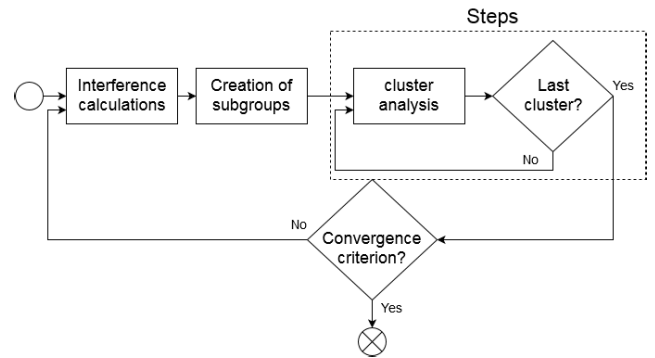 Steps
Interference
calculations
Creation of
subgroups
cluster
analysis
Last
cluster?
Yes
No
No
Convergence
criterion?
Yes